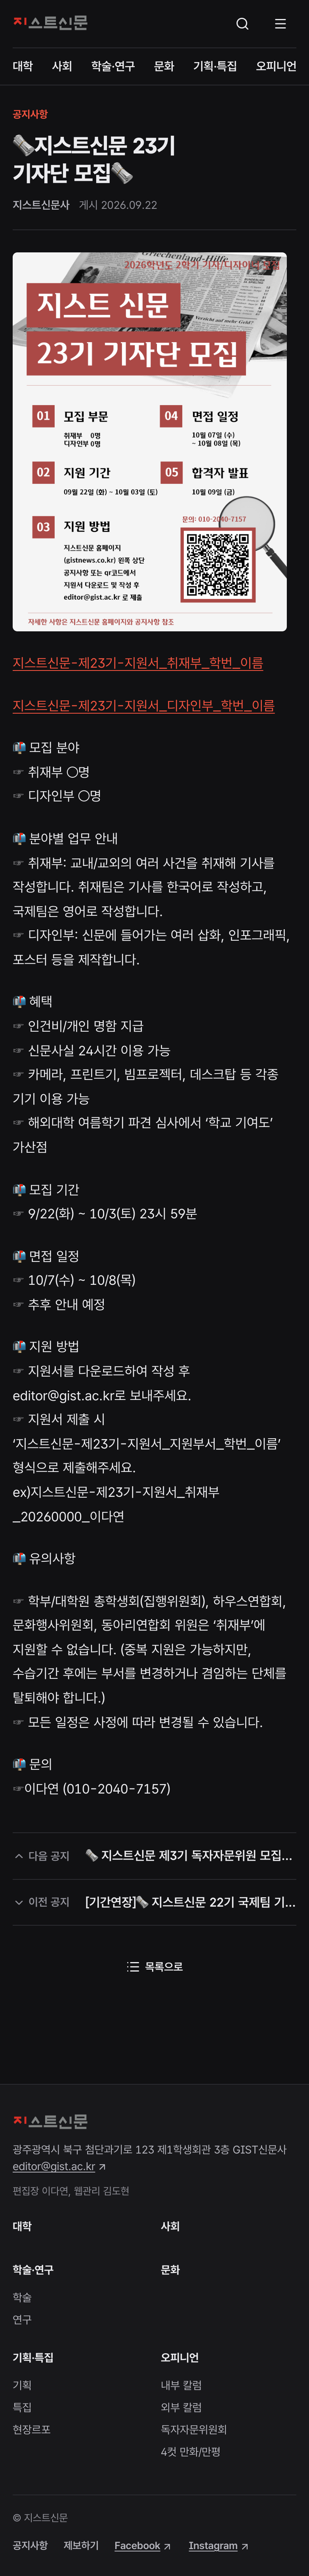 지스트신문
대학 사회 학술·연구 문화 기획·특집 오피니언
공지사항
🗞️지스트신문 23기
기자단 모집🗞️
지스트신문사 게시 2026.09.22
2026학년도 2학기 기자/디자이너 모집
지스트 신문
23기 기자단 모집
01 모집 부문
취재부 0명
디자인부 0명
04 면접 일정
10월 07일 (수)
~ 10월 08일 (목)
02 지원 기간
09월 22일 (화) ~ 10월 03일 (토)
05 합격자 발표
10월 09일 (금)
03 지원 방법
지스트신문 홈페이지
(gistnews.co.kr) 왼쪽 상단
공지사항 또는 qr코드에서
지원서 다운로드 및 작성 후
editor@gist.ac.kr 로 제출
문의: 010-2040-7157
자세한 사항은 지스트신문 홈페이지와 공지사항 참조
지스트신문-제23기-지원서_취재부_학번_이름
지스트신문-제23기-지원서_디자인부_학번_이름
📬 모집 분야
☞ 취재부 〇명
☞ 디자인부 〇명
📬 분야별 업무 안내
☞ 취재부: 교내/교외의 여러 사건을 취재해 기사를
작성합니다. 취재팀은 기사를 한국어로 작성하고,
국제팀은 영어로 작성합니다.
☞ 디자인부: 신문에 들어가는 여러 삽화, 인포그래픽,
포스터 등을 제작합니다.
📬 혜택
☞ 인건비/개인 명함 지급
☞ 신문사실 24시간 이용 가능
☞ 카메라, 프린트기, 빔프로젝터, 데스크탑 등 각종
기기 이용 가능
☞ 해외대학 여름학기 파견 심사에서 ‘학교 기여도’
가산점
📬 모집 기간
☞ 9/22(화) ~ 10/3(토) 23시 59분
📬 면접 일정
☞ 10/7(수) ~ 10/8(목)
☞ 추후 안내 예정
📬 지원 방법
☞ 지원서를 다운로드하여 작성 후
editor@gist.ac.kr로 보내주세요.
☞ 지원서 제출 시
‘지스트신문-제23기-지원서_지원부서_학번_이름’
형식으로 제출해주세요.
ex)지스트신문-제23기-지원서_취재부
_20260000_이다연
📬 유의사항
☞ 학부/대학원 총학생회(집행위원회), 하우스연합회,
문화행사위원회, 동아리연합회 위원은 ‘취재부’에
지원할 수 없습니다. (중복 지원은 가능하지만,
수습기간 후에는 부서를 변경하거나 겸임하는 단체를
탈퇴해야 합니다.)
☞ 모든 일정은 사정에 따라 변경될 수 있습니다.
📬 문의
☞이다연 (010-2040-7157)
다음 공지 🗞️ 지스트신문 제3기 독자자문위원 모집...
이전 공지 [기간연장]🗞️ 지스트신문 22기 국제팀 기...
목록으로
지스트신문
광주광역시 북구 첨단과기로 123 제1학생회관 3층 GIST신문사
editor@gist.ac.kr
편집장 이다연, 웹관리 김도현
대학 사회
학술·연구 문화
학술
연구
기획·특집 오피니언
기획 내부 칼럼
특집 외부 칼럼
현장르포 독자자문위원회
4컷 만화/만평
© 지스트신문
공지사항 제보하기 Facebook Instagram